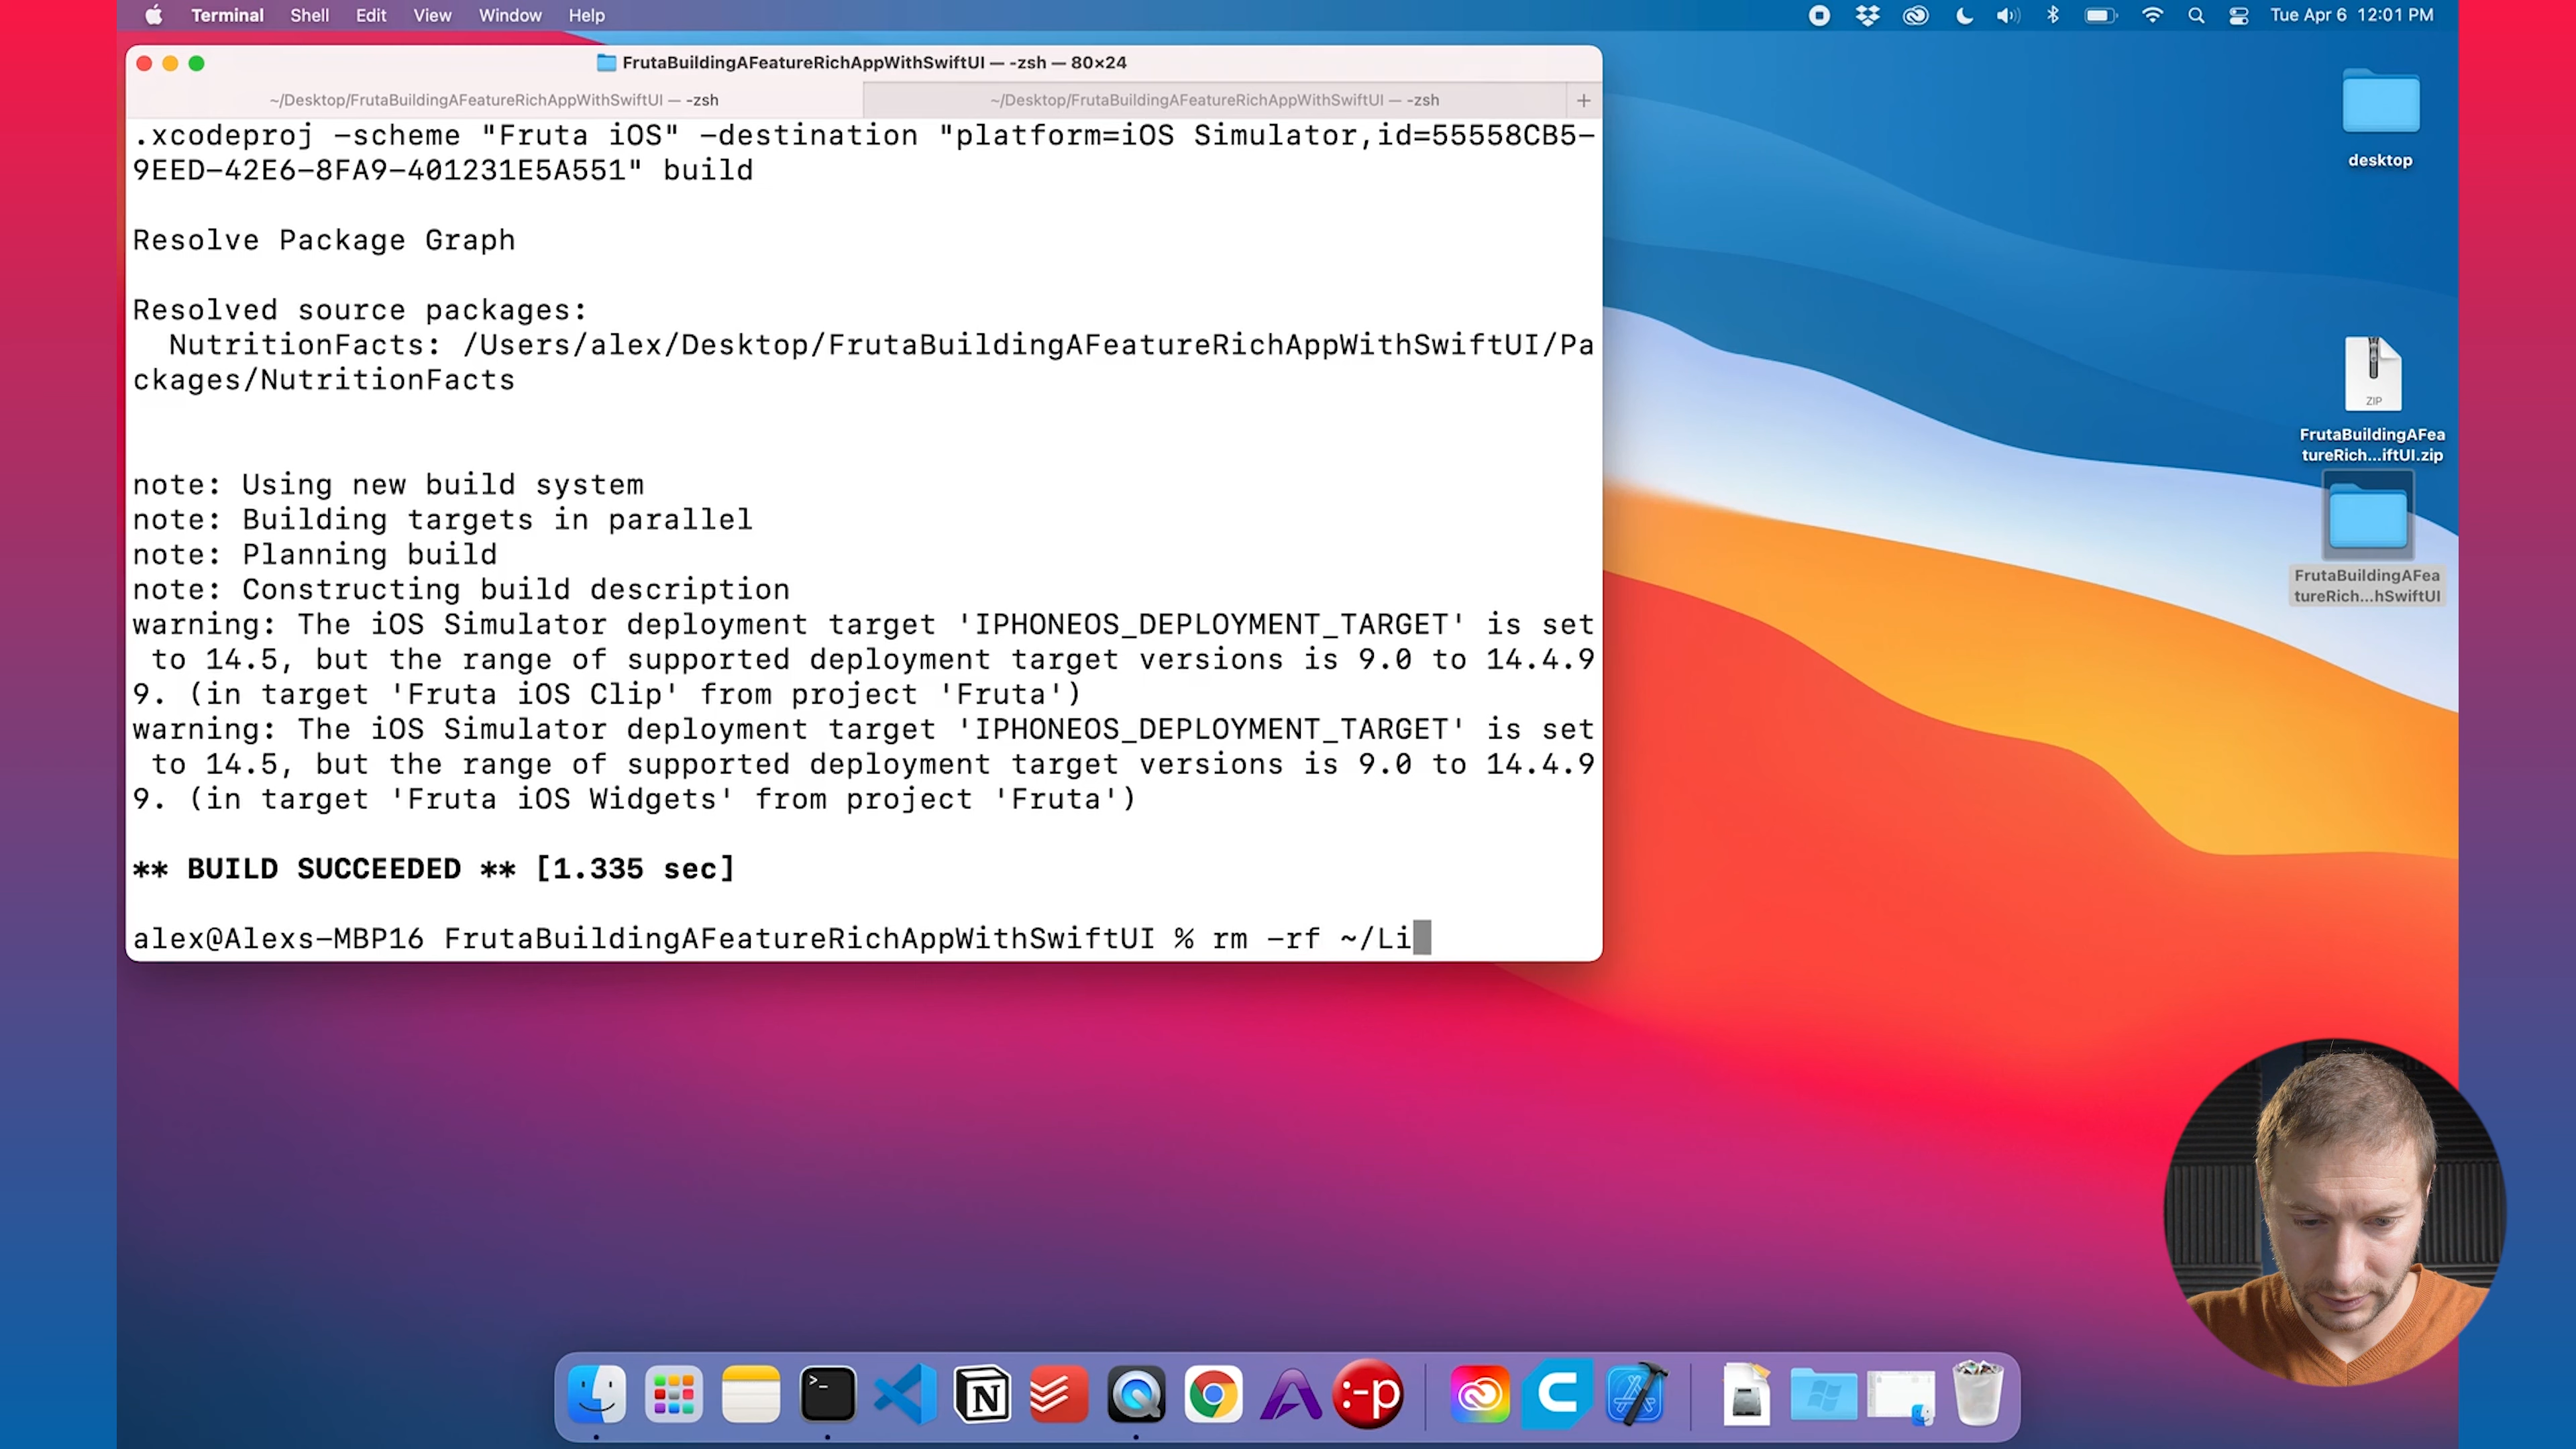 Terminal Shell Edit View Window Help
Tue Apr 6 12:01 PM
FrutaBuildingAFeatureRichAppWithSwiftUI — -zsh — 80×24
~/Desktop/FrutaBuildingAFeatureRichAppWithSwiftUI — -zsh
~/Desktop/FrutaBuildingAFeatureRichAppWithSwiftUI — -zsh
+
.xcodeproj -scheme "Fruta iOS" -destination "platform=iOS Simulator,id=55558CB5-
9EED-42E6-8FA9-401231E5A551" build
Resolve Package Graph
Resolved source packages:
NutritionFacts: /Users/alex/Desktop/FrutaBuildingAFeatureRichAppWithSwiftUI/Pa
ckages/NutritionFacts
note: Using new build system
note: Building targets in parallel
note: Planning build
note: Constructing build description
warning: The iOS Simulator deployment target 'IPHONEOS_DEPLOYMENT_TARGET' is set
to 14.5, but the range of supported deployment target versions is 9.0 to 14.4.9
9. (in target 'Fruta iOS Clip' from project 'Fruta')
warning: The iOS Simulator deployment target 'IPHONEOS_DEPLOYMENT_TARGET' is set
to 14.5, but the range of supported deployment target versions is 9.0 to 14.4.9
9. (in target 'Fruta iOS Widgets' from project 'Fruta')
** BUILD SUCCEEDED ** [1.335 sec]
alex@Alexs-MBP16 FrutaBuildingAFeatureRichAppWithSwiftUI % rm -rf ~/Li
desktop
ZIP
FrutaBuildingAFea
tureRich...iftUI.zip
FrutaBuildingAFea
tureRich...hSwiftUI
>_
N
:-p
C